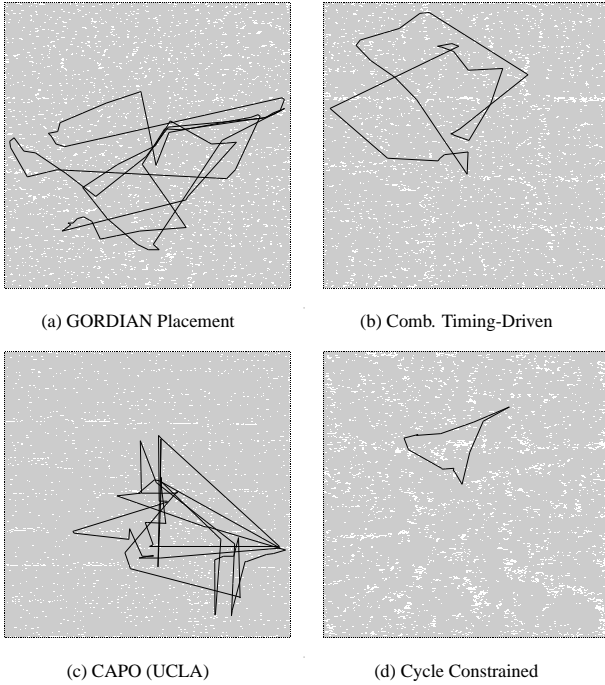 (a) GORDIAN Placement
(b) Comb. Timing-Driven
(c) CAPO (UCLA)
(d) Cycle Constrained